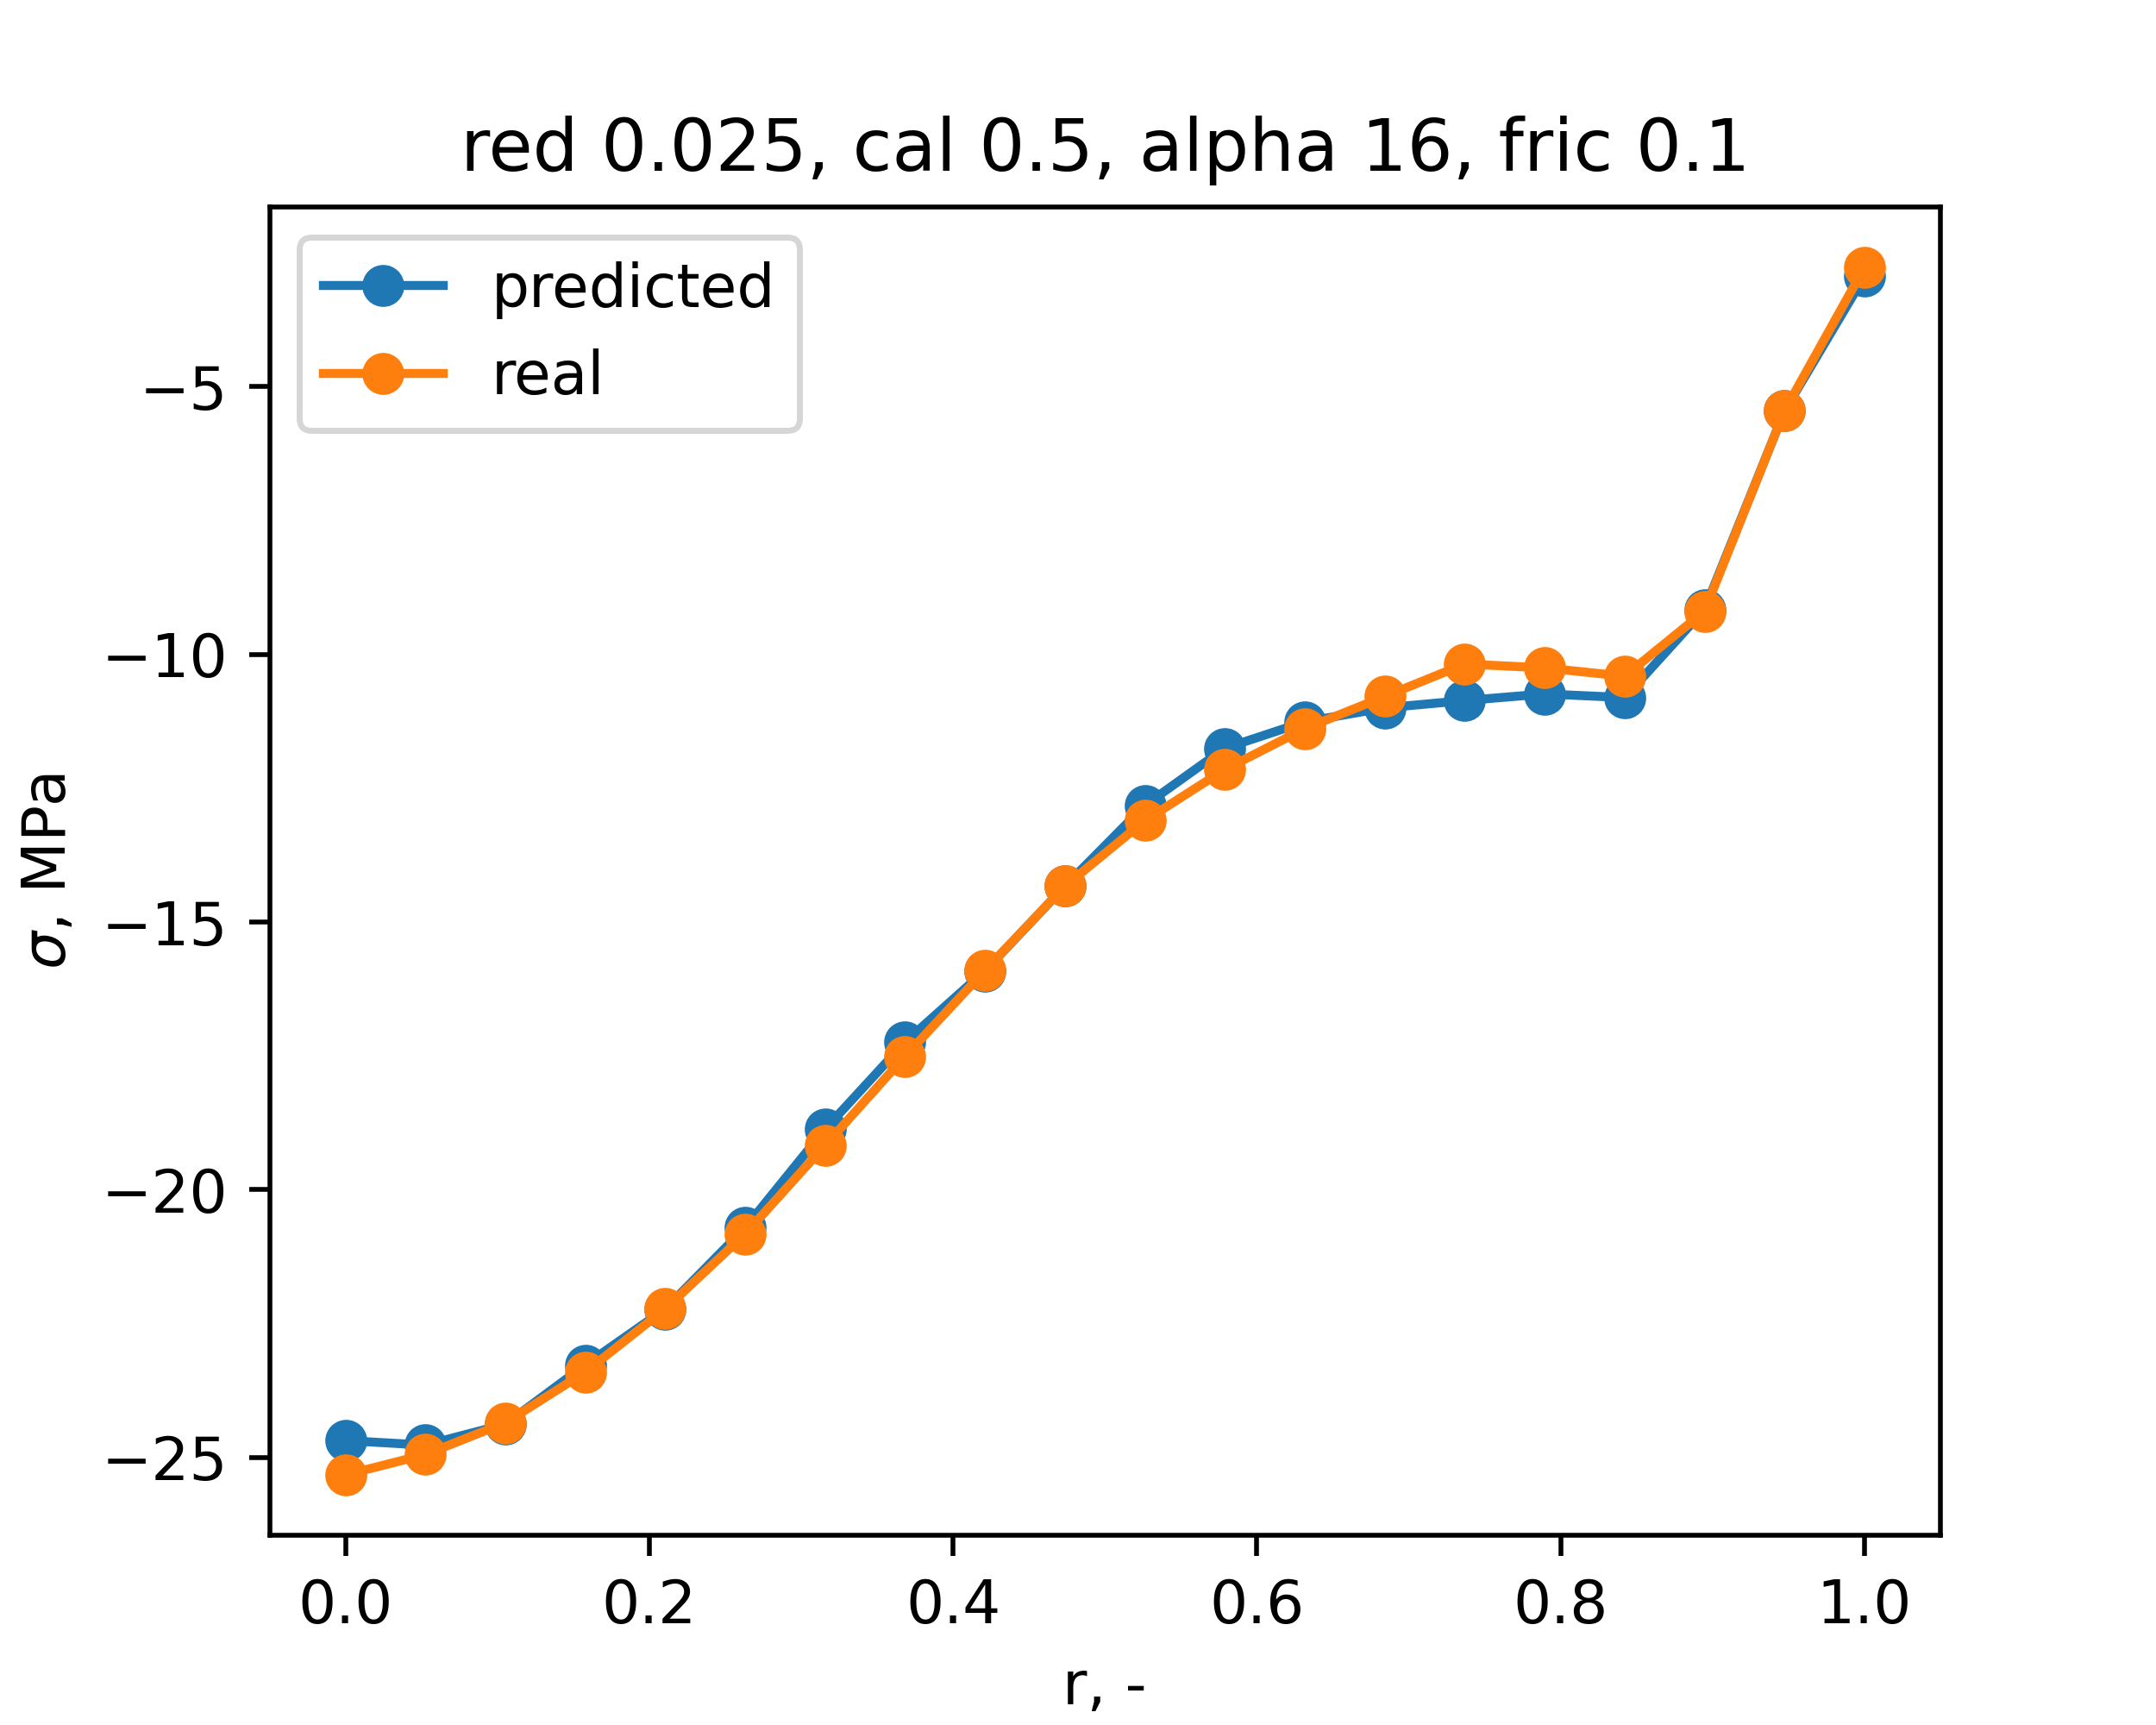 red 0.025, cal 0.5, alpha 16, fric 0.1
predicted
real
−5
−10
−15
−20
−25
σ, MPa
0.0 0.2 0.4 0.6 0.8 1.0
r, -